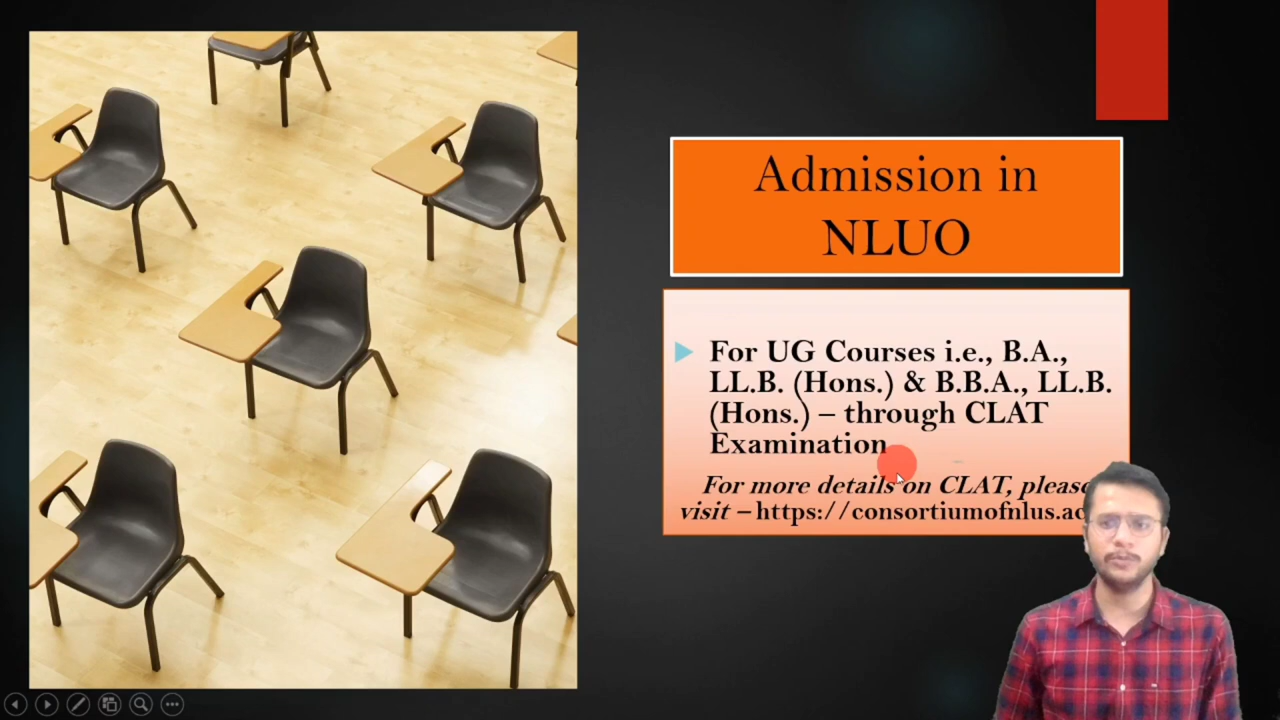 Admission in
NLUO
For UG Courses i.e., B.A.,
LL.B. (Hons.) & B.B.A., LL.B.
(Hons.) – through CLAT
Examination
For more details on CLAT, please
visit – https://consortiumofnlus.ac